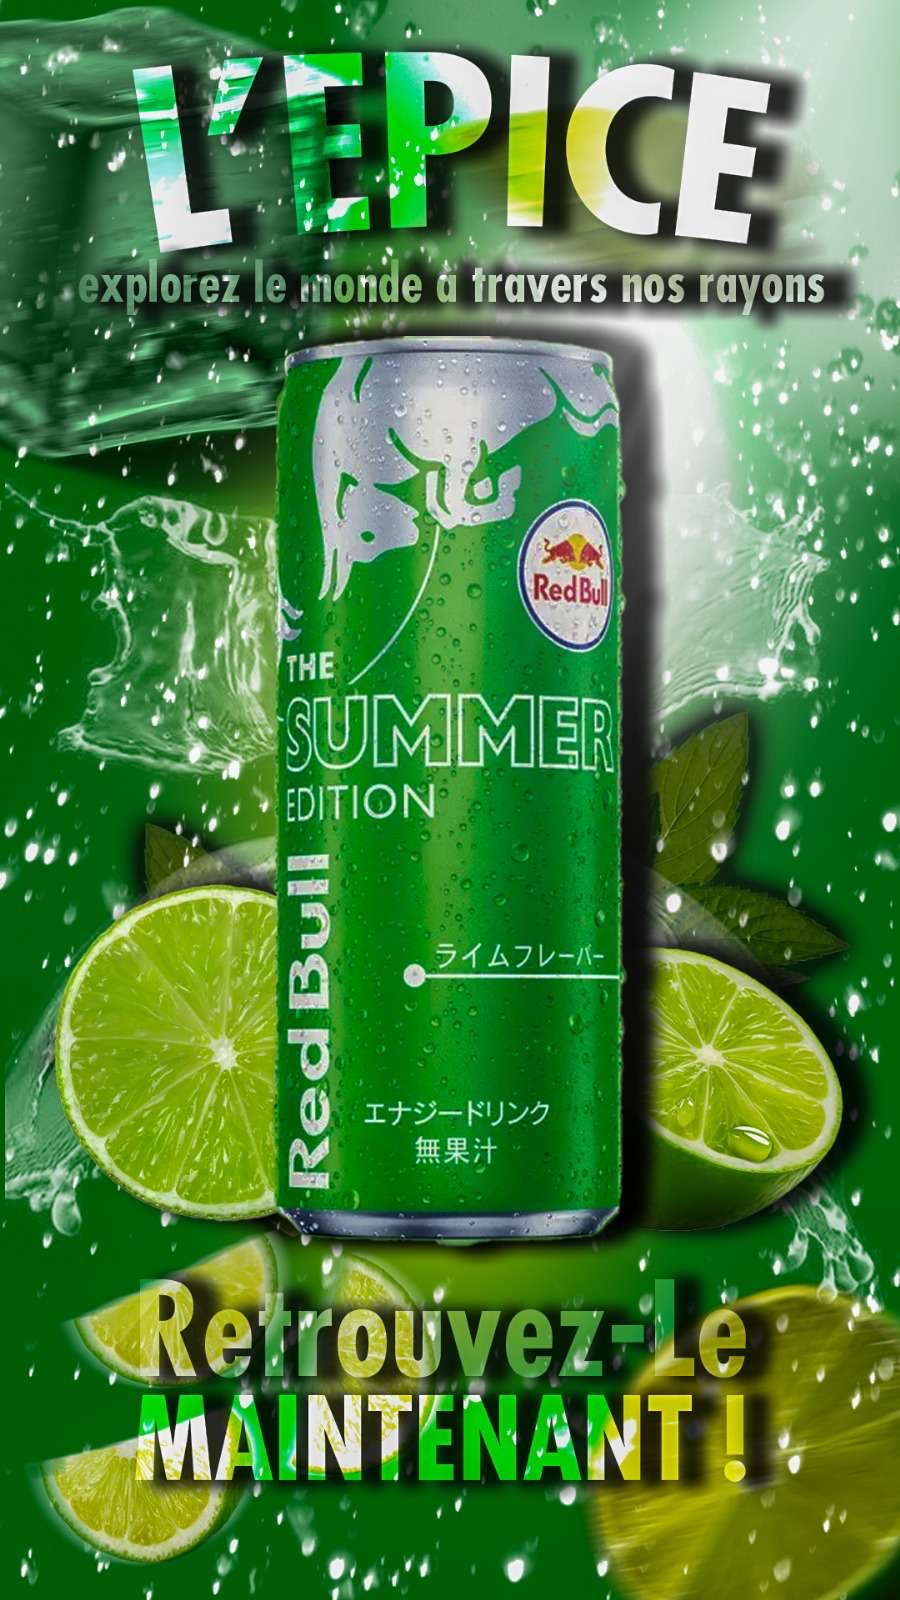 L'EPICE
explorez le monde a travers nos rayons
Red Bull
THE
SUMMER
EDITION
Red Bull
ライムフレーバー
エナジードリンク
無果汁
Retrouvez-Le
MAINTENANT !